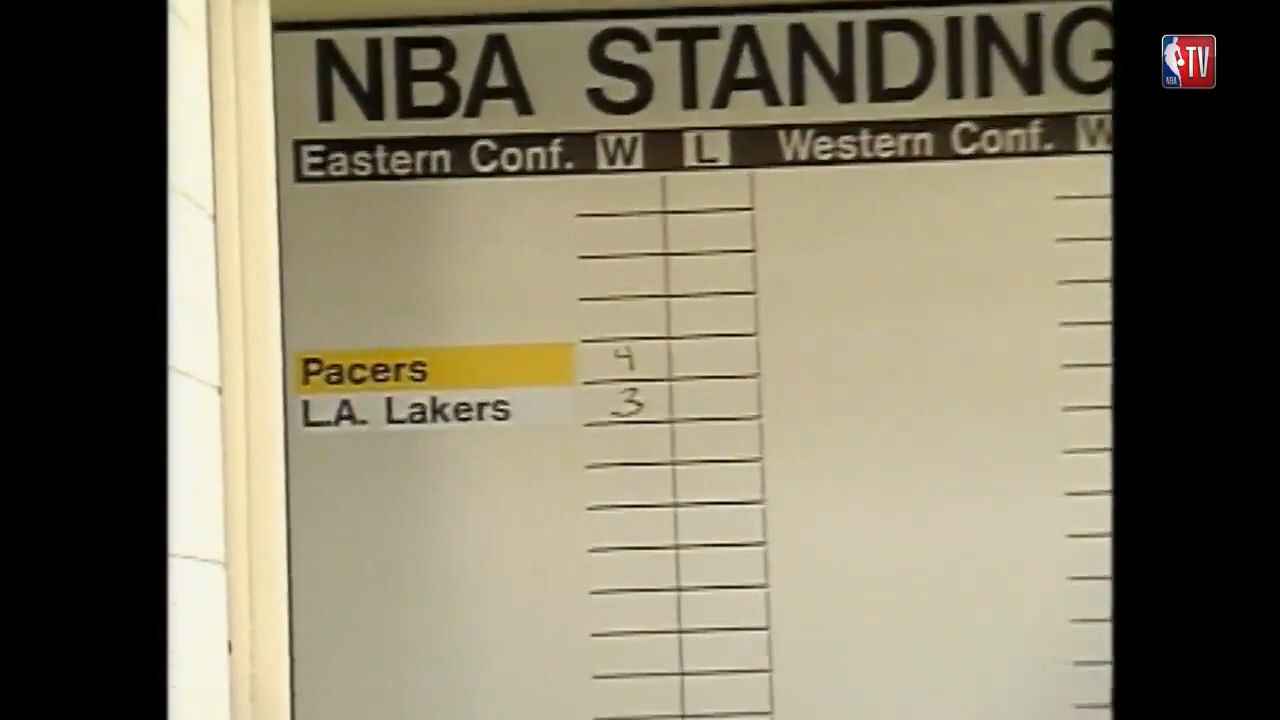 NBA TV
NBA STANDING
Eastern Conf. W L Western Conf. W
Pacers 4
L.A. Lakers 3